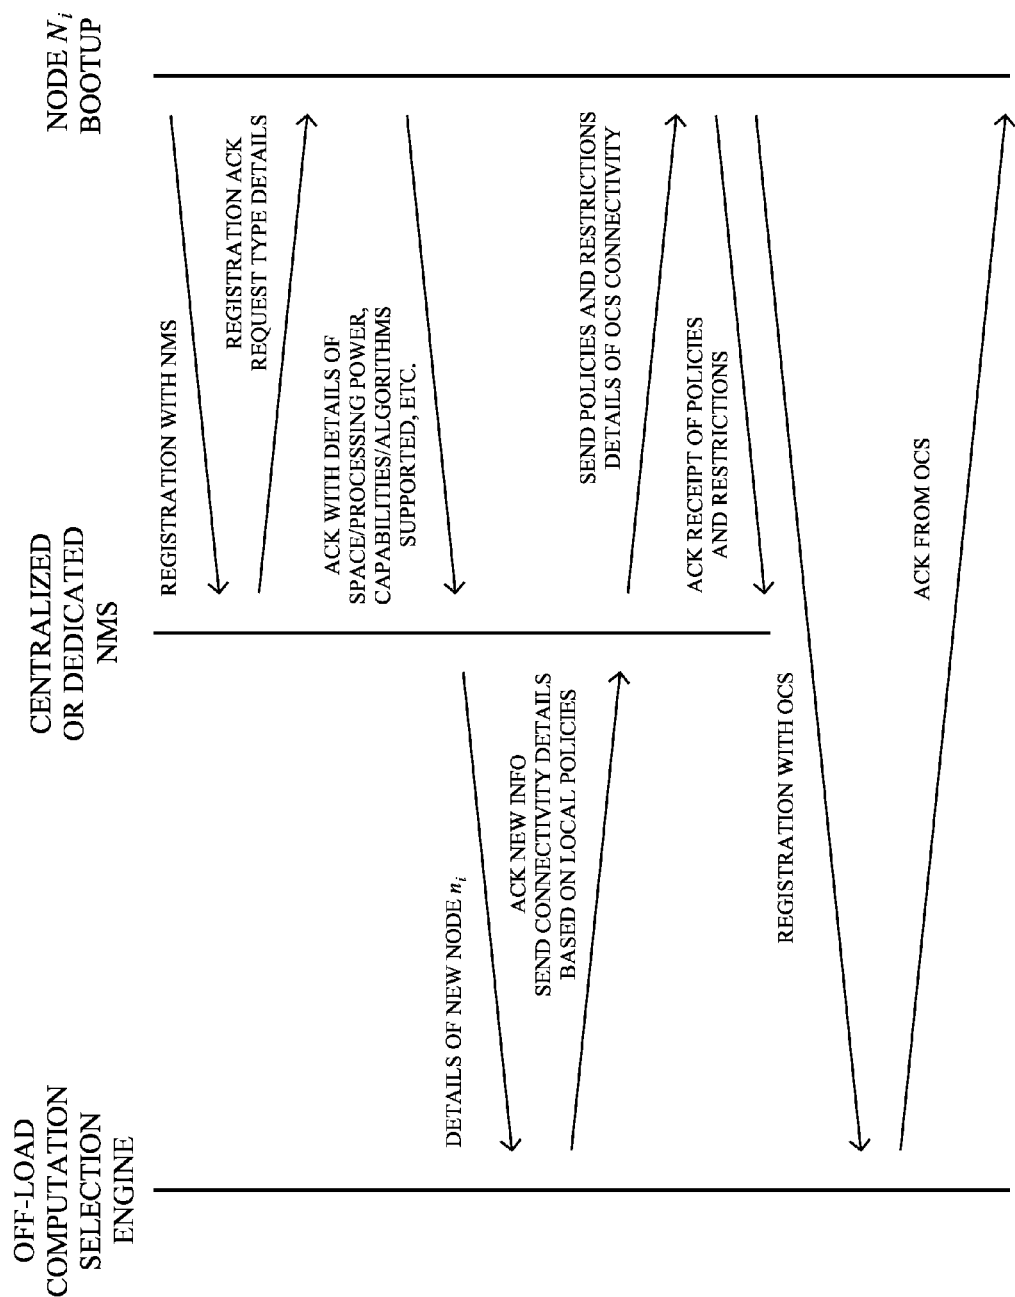 OFF-LOAD
COMPUTATION
SELECTION
ENGINE
CENTRALIZED
OR DEDICATED
NMS
NODE Ni
BOOTUP
REGISTRATION WITH NMS
REGISTRATION ACK
REQUEST TYPE DETAILS
ACK WITH DETAILS OF
SPACE/PROCESSING POWER,
CAPABILITIES/ALGORITHMS
SUPPORTED, ETC.
DETAILS OF NEW NODE ni
ACK NEW INFO
SEND CONNECTIVITY DETAILS
BASED ON LOCAL POLICIES
SEND POLICIES AND RESTRICTIONS
DETAILS OF OCS CONNECTIVITY
ACK RECEIPT OF POLICIES
AND RESTRICTIONS
REGISTRATION WITH OCS
ACK FROM OCS